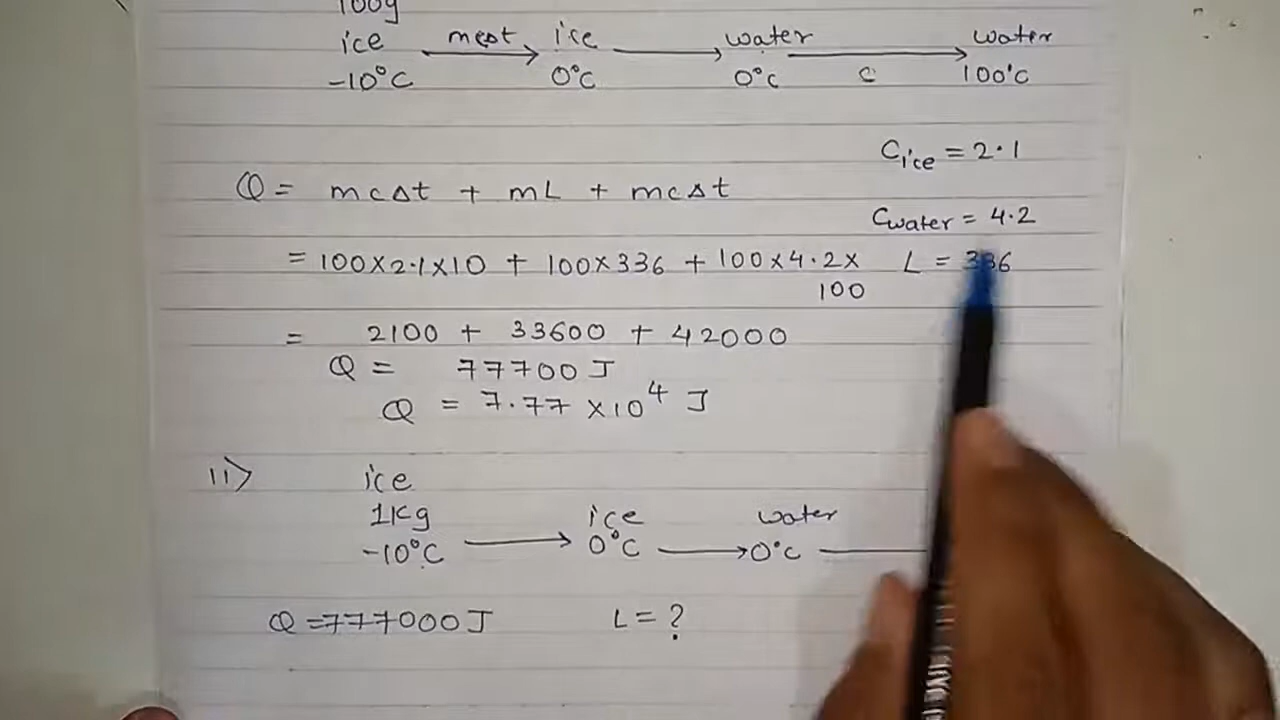 100g
ice mcΔt ice water water
-10°C 0°C 0°C C 100°C
Cice = 2.1
Q = mcΔt + mL + mcΔt
Cwater = 4.2
= 100×2.1×10 + 100×336 + 100×4.2× L = 336
100
= 2100 + 33600 + 42000
Q = 77700 J
Q = 7.77 ×10⁴ J
ii> ice
1Kg ice water
-10°C 0°C 0°C
Q =777000J L = ?